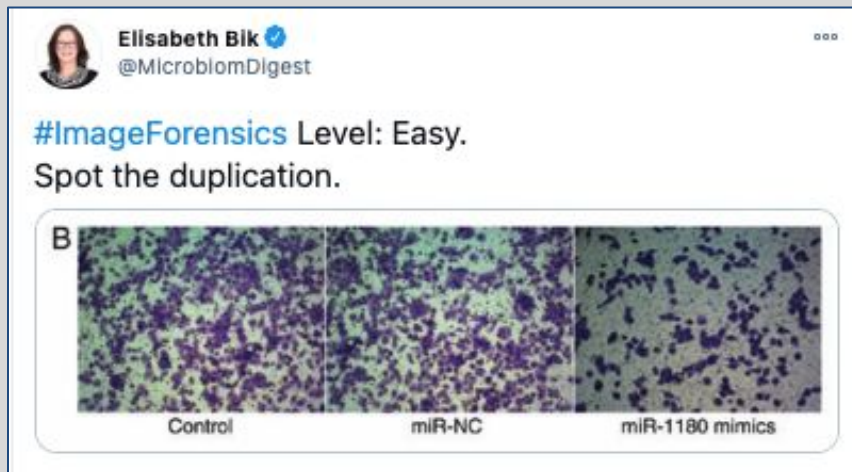 Elisabeth Bik
@MicrobiomDigest
#ImageForensics Level: Easy.
Spot the duplication.
B
Control
miR-NC
miR-1180 mimics